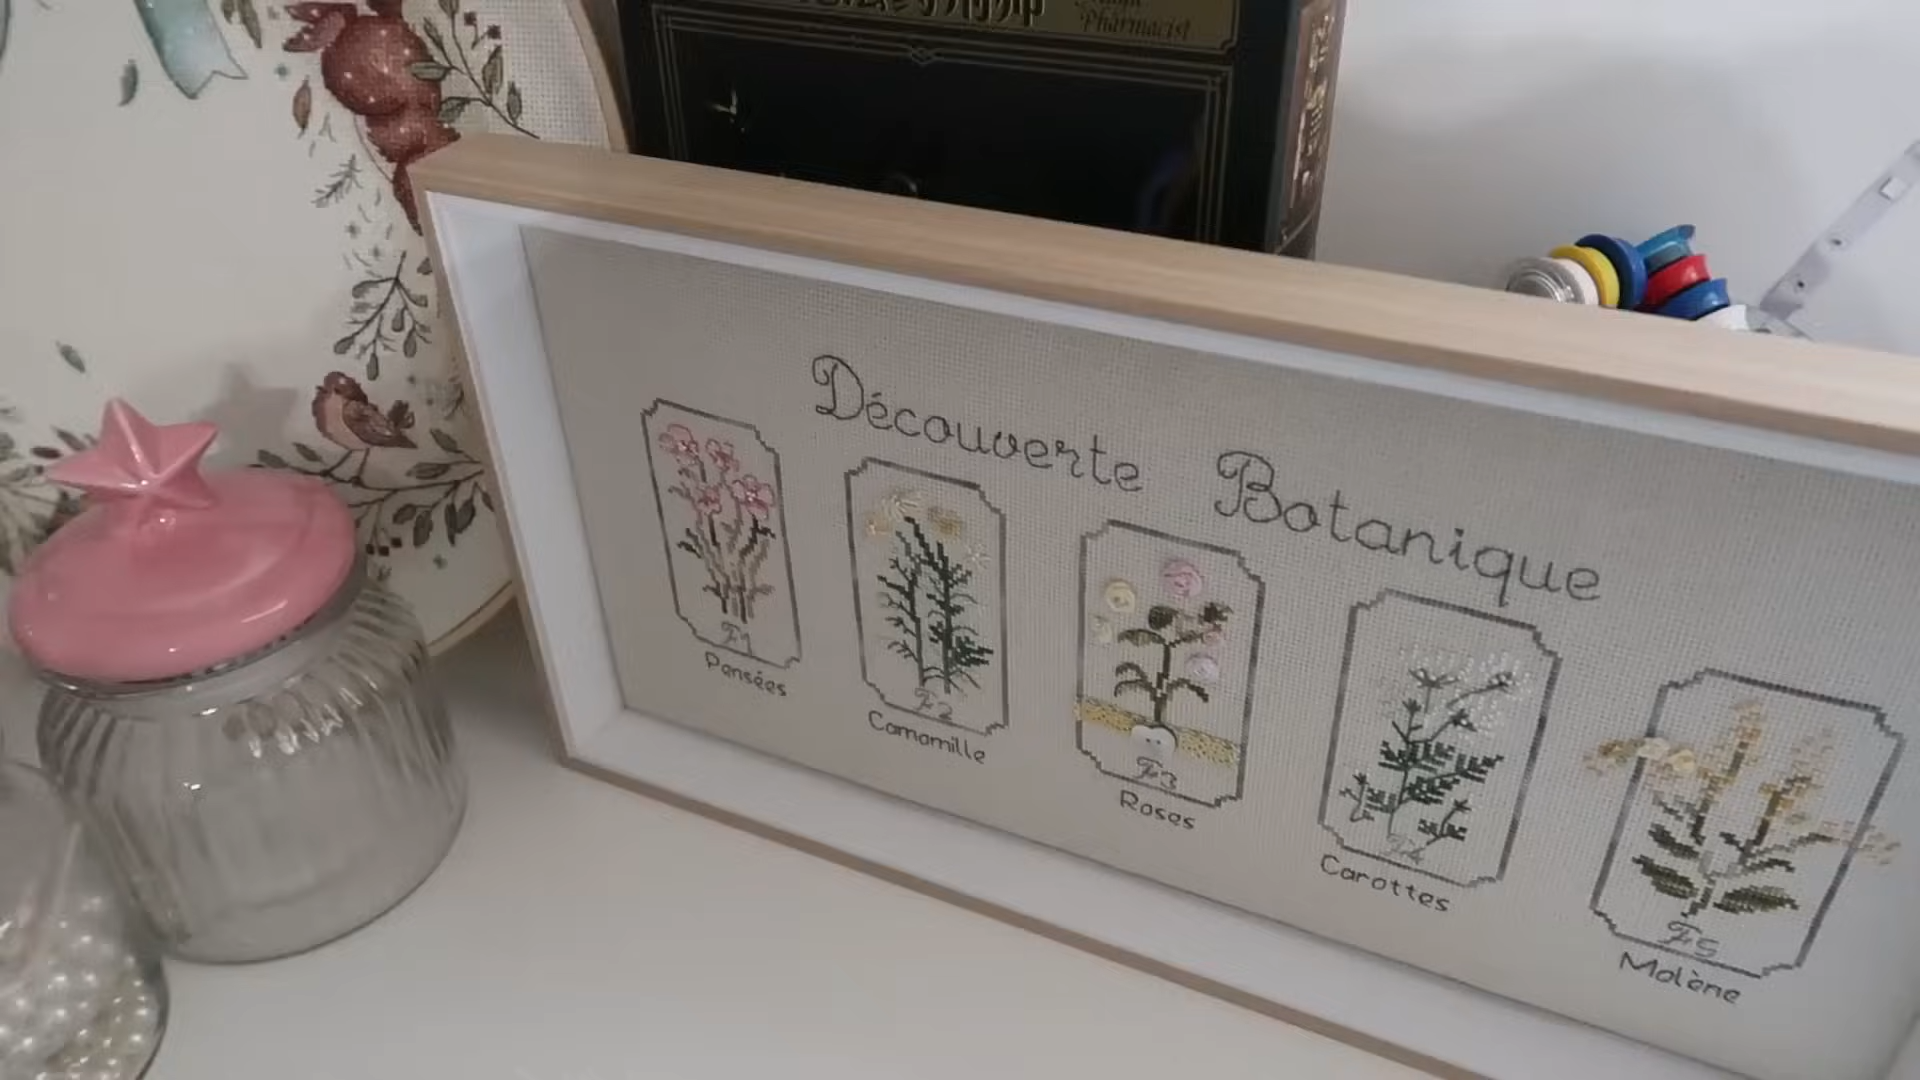 Pharmacist
Découverte Botanique
F1
Pensées
F2
Camomille
F3
Roses
F4
Carottes
F5
Molène